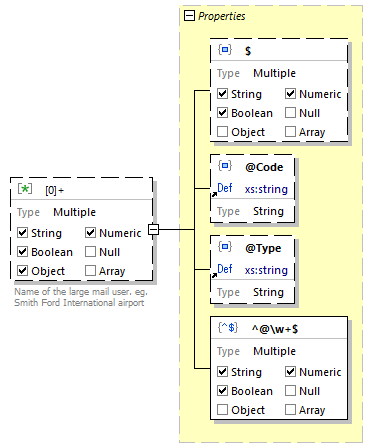 Properties
$
Type Multiple
String Numeric
Boolean Null
Object Array
@Code
Def xs:string
Type String
[0]+
Type Multiple
String Numeric
Boolean Null
Object Array
Name of the large mail user. eg.
Smith Ford International airport
@Type
Def xs:string
Type String
{^$} ^@\w+$
Type Multiple
String Numeric
Boolean Null
Object Array